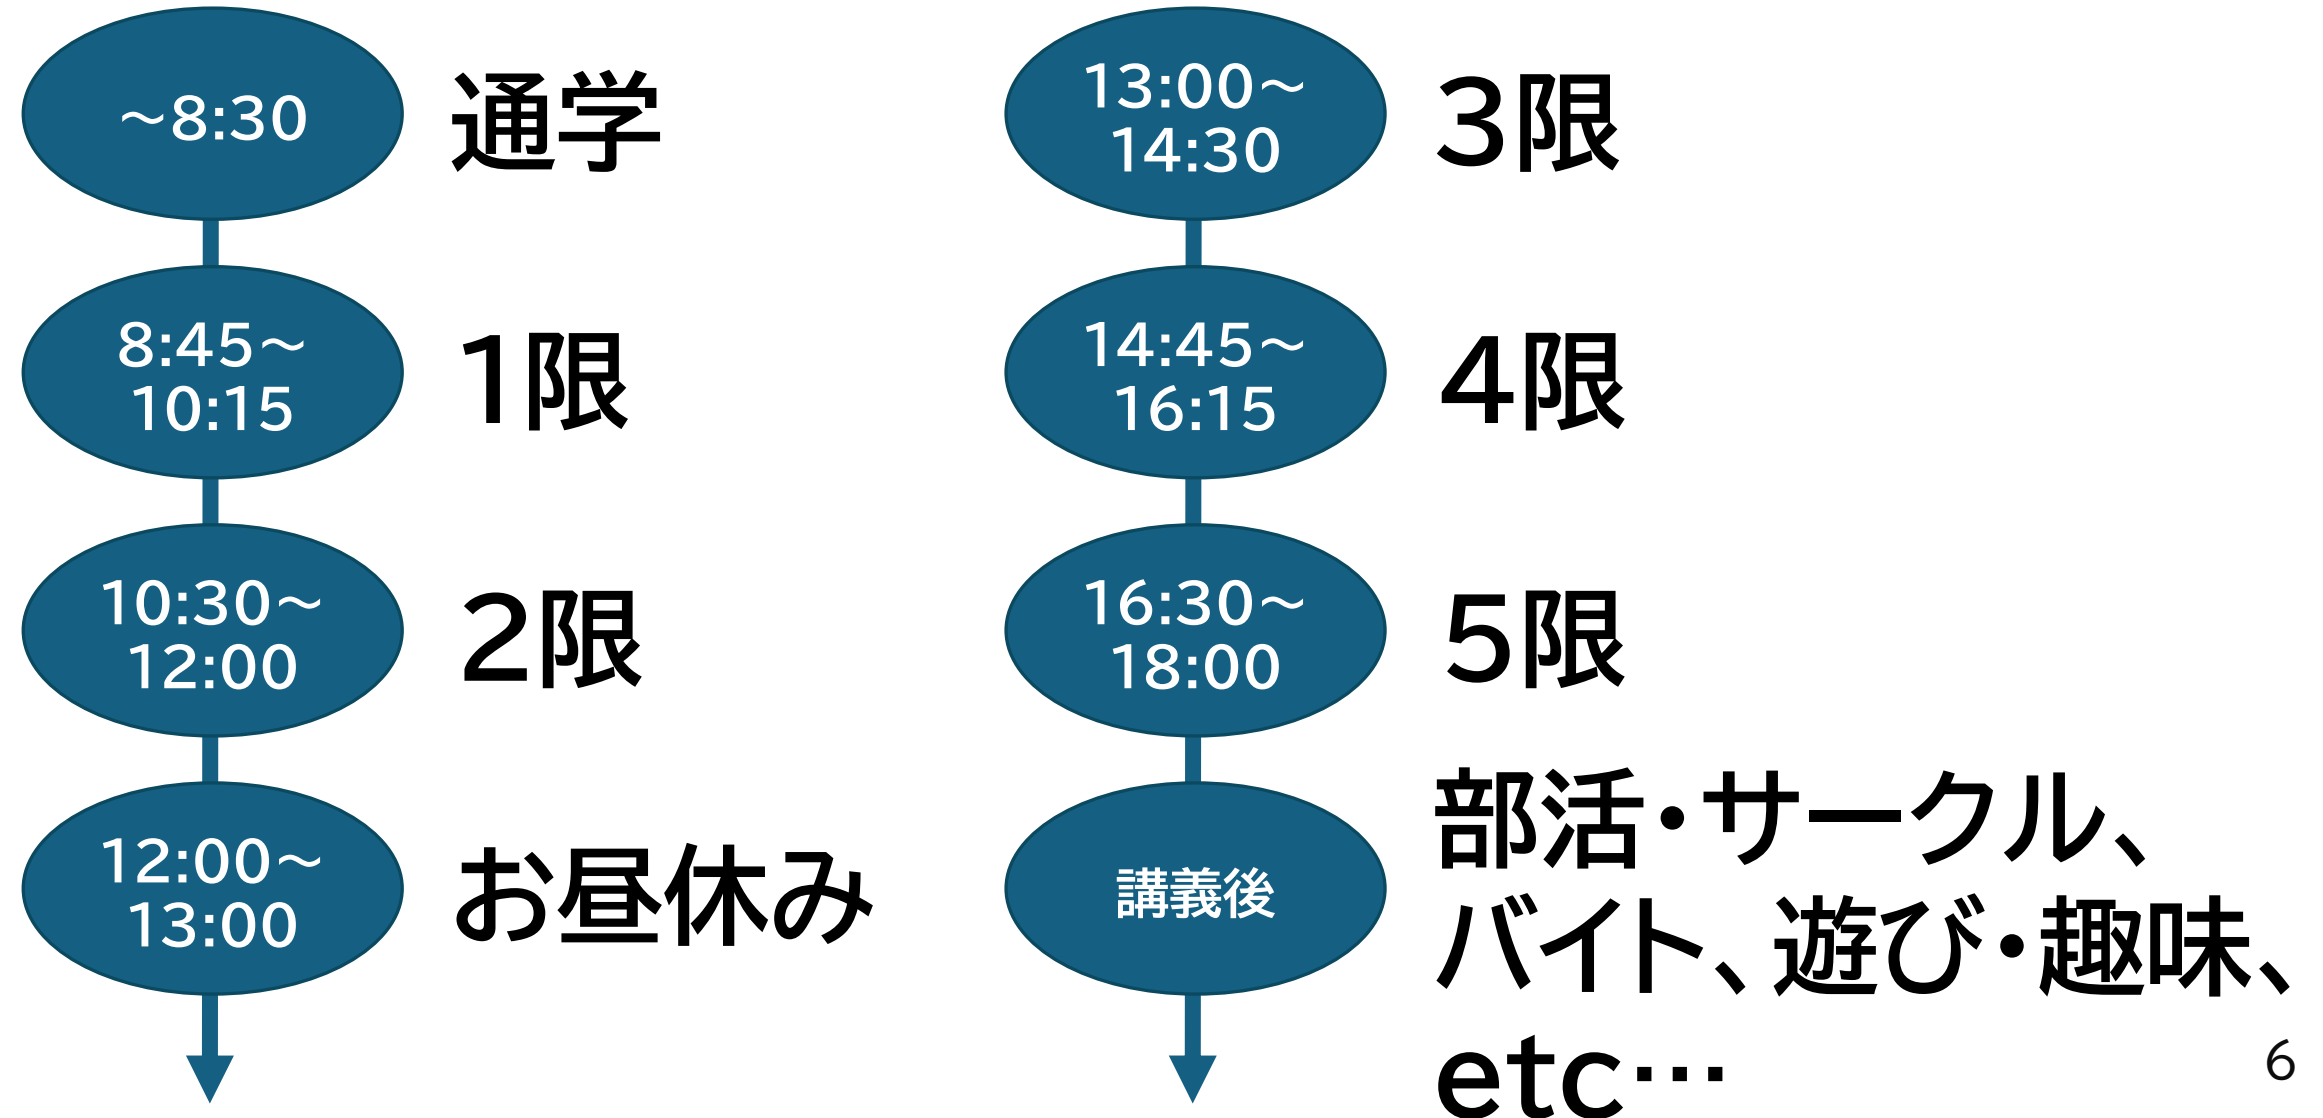 ～8:30
通学
8:45～
10:15
1限
10:30～
12:00
2限
12:00～
13:00
お昼休み
13:00～
14:30
3限
14:45～
16:15
4限
16:30～
18:00
5限
講義後
部活・サークル、
バイト、遊び・趣味、
etc…
6